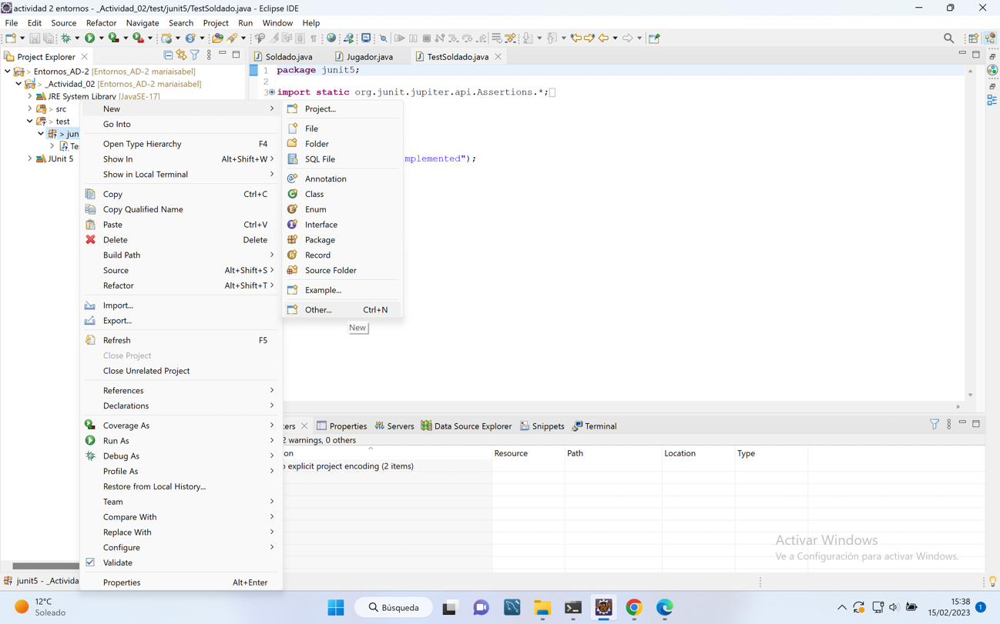 actividad 2 entornos - _Actividad_02/test/junit5/TestSoldado.java - Eclipse IDE
File Edit Source Refactor Navigate Search Project Run Window Help
Project Explorer
Soldado.java Jugador.java TestSoldado.java
> Entornos_AD-2 [Entornos_AD-2 mariaisabel]
> _Actividad_02 [Entornos_AD-2 mariaisabel]
JRE System Library [JavaSE-17]
> src
> test
> jun
Te
JUnit 5
1 package junit5;
2
3 import static org.junit.jupiter.api.Assertions.*;
mplemented");
New
Go Into
Open Type Hierarchy F4
Show In Alt+Shift+W >
Show in Local Terminal
Copy Ctrl+C
Copy Qualified Name
Paste Ctrl+V
Delete Delete
Build Path
Source Alt+Shift+S >
Refactor Alt+Shift+T >
Import...
Export...
Refresh F5
Close Project
Close Unrelated Project
References
Declarations
Coverage As
Run As
Debug As
Profile As
Restore from Local History...
Team
Compare With
Replace With
Configure
Validate
Properties Alt+Enter
Project...
File
Folder
SQL File
Annotation
Class
Enum
Interface
Package
Record
Source Folder
Example...
Other... Ctrl+N
New
kers Properties Servers Data Source Explorer Snippets Terminal
2 warnings, 0 others
on Resource Path Location Type
o explicit project encoding (2 items)
Activar Windows
Ve a Configuración para activar Windows.
junit5 - _Activida
12°C
Soleado
Búsqueda
15:38
15/02/2023
1